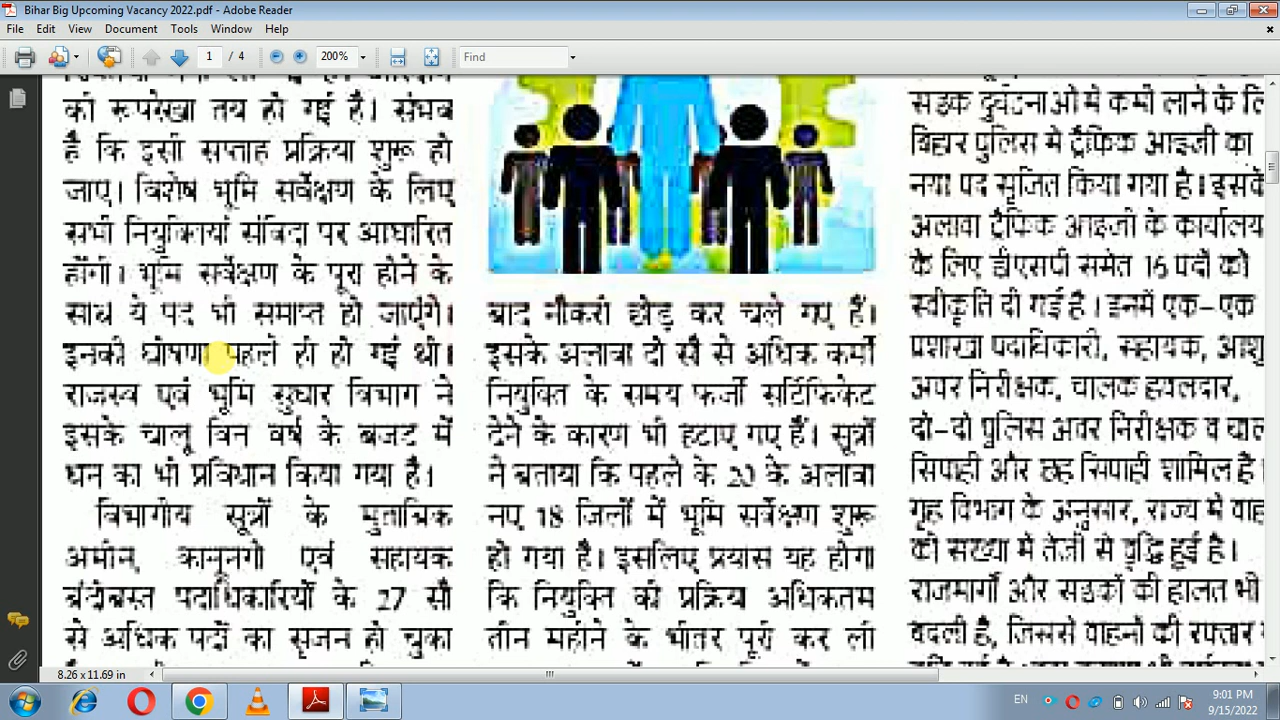 Bihar Big Upcoming Vacancy 2022.pdf - Adobe Reader
File Edit View Document Tools Window Help
1 / 4 200% Find
की रूपरेखा तय हो गई है। संभव
है कि इसी सप्ताह प्रक्रिया शुरू हो
जाए। विशेष भूमि सर्वेक्षण के लिए
सभी नियुक्तियां संविदा पर आधारित
होंगी। भूमि सर्वेक्षण के पूरा होने के
साथ ये पद भी समाप्त हो जाएंगे।
इनकी घोषणा पहले ही हो गई थी।
राजस्व एवं भूमि सुधार विभाग ने
इसके चालू वित्त वर्ष के बजट में
धन का भी प्रविधान किया गया है।
विभागीय सूत्रों के मुताबिक
अमीन, कानूनगो एवं सहायक
बंदोबस्त पदाधिकारियों के 27 सौ
से अधिक पदों का सृजन हो चुका
बाद नौकरी छोड़ कर चले गए हैं।
इसके अलावा दो सौ से अधिक कर्मी
नियुक्ति के समय फर्जी सर्टिफिकेट
देने के कारण भी हटाए गए हैं। सूत्रों
ने बताया कि पहले के 20 के अलावा
नए 18 जिलों में भूमि सर्वेक्षण शुरू
हो गया है। इसलिए प्रयास यह होगा
कि नियुक्ति की प्रक्रिया अधिकतम
तीन महीने के भीतर पूरी कर ली
सड़क दुर्घटनाओं में कमी लाने के लि
बिहार पुलिस में ट्रैफिक आइजी का
नया पद सृजित किया गया है। इसके
अलावा ट्रैफिक आइजी के कार्यालय
के लिए डीएसपी समेत 16 पदों को
स्वीकृति दी गई है। इनमें एक-एक
प्रशाखा पदाधिकारी, सहायक, आशु
अवर निरीक्षक, चालक हवलदार,
दो-दो पुलिस अवर निरीक्षक व चाल
सिपाही और छह सिपाही शामिल है
गृह विभाग के अनुसार, राज्य में वाह
की संख्या में तेजी से वृद्धि हुई है।
राजमार्गों और सड़कों की हालत भी
बदली है, जिससे वाहनों की रफ्तार
8.26 x 11.69 in
EN 9:01 PM
9/15/2022